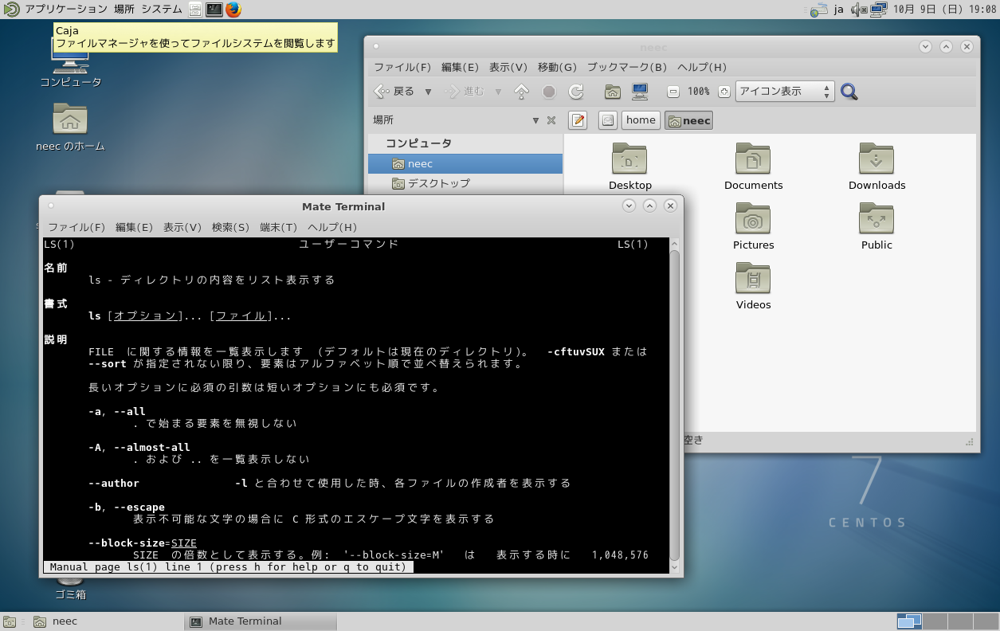 アプリケーション 場所 システム
ja
10月 9日 (日) 19:08
Caja
ファイルマネージャを使ってファイルシステムを閲覧します
コンピュータ
neec のホーム
neec
ファイル(F) 編集(E) 表示(V) 移動(G) ブックマーク(B) ヘルプ(H)
戻る 進む 100% アイコン表示
場所
home neec
コンピュータ
neec
デスクトップ
Desktop Documents Downloads
Pictures Public
Videos
空き
Mate Terminal
ファイル(F) 編集(E) 表示(V) 検索(S) 端末(T) ヘルプ(H)
LS(1) ユーザーコマンド LS(1)
名前
ls - ディレクトリの内容をリスト表示する
書式
ls [オプション]... [ファイル]...
説明
FILE に関する情報を一覧表示します (デフォルトは現在のディレクトリ)。 -cftuvSUX または
--sort が指定されない限り、要素はアルファベット順で並べ替えられます。
長いオプションに必須の引数は短いオプションにも必須です。
-a, --all
. で始まる要素を無視しない
-A, --almost-all
. および .. を一覧表示しない
--author -l と合わせて使用した時、各ファイルの作成者を表示する
-b, --escape
表示不可能な文字の場合に C 形式のエスケープ文字を表示する
--block-size=SIZE
SIZE の倍数として表示する。例: '--block-size=M' は 表示する時に 1,048,576
Manual page ls(1) line 1 (press h for help or q to quit)
7
CENTOS
ゴミ箱
neec
Mate Terminal